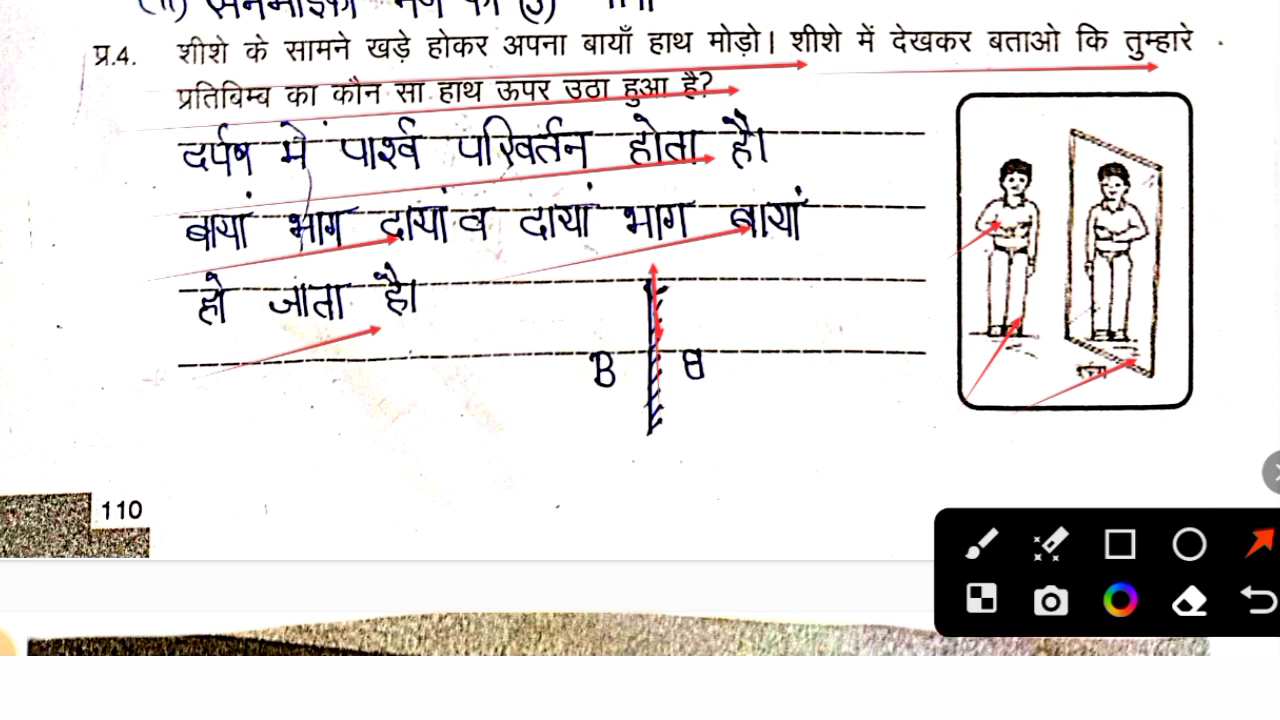 प्र.4. शीशे के सामने खड़े होकर अपना बायाँ हाथ मोड़ो। शीशे में देखकर बताओ कि तुम्हारे
प्रतिबिम्ब का कौन सा हाथ ऊपर उठा हुआ है?
दर्पण में पार्श्व परिवर्तन होता है।
बायां भाग दायां व दायां भाग बायां
हो जाता है।
B
110